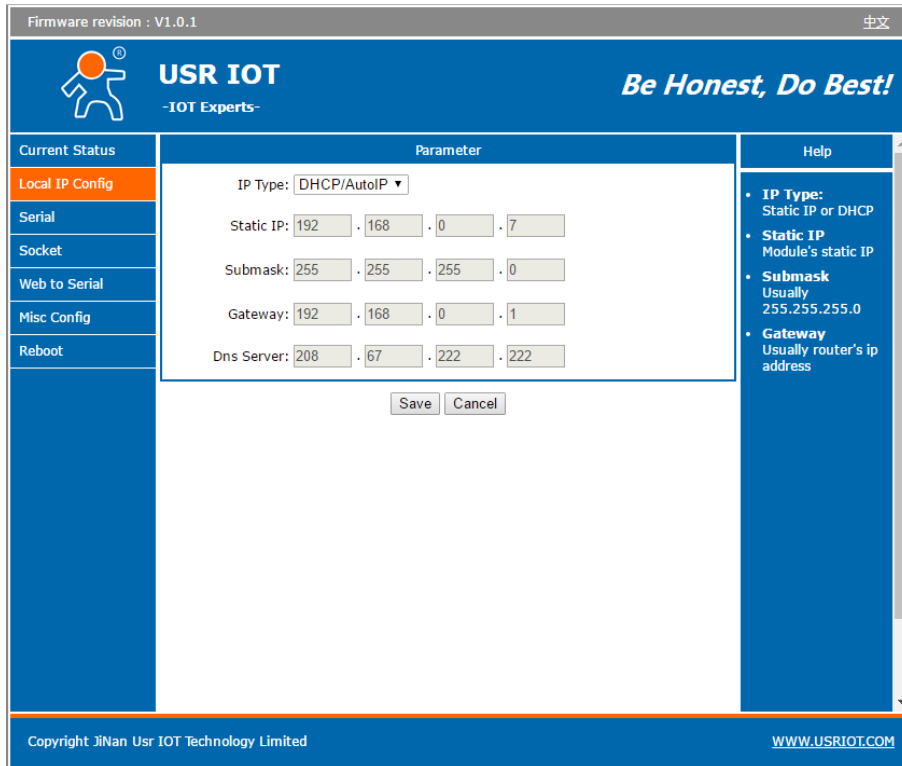 Firmware revision : V1.0.1
中文
®
USR IOT
-IOT Experts-
Be Honest, Do Best!
Current Status
Local IP Config
Serial
Socket
Web to Serial
Misc Config
Reboot
Parameter
IP Type: DHCP/AutoIP ▼
Static IP: 192 . 168 . 0 . 7
Submask: 255 . 255 . 255 . 0
Gateway: 192 . 168 . 0 . 1
Dns Server: 208 . 67 . 222 . 222
Save Cancel
Help
• IP Type:
Static IP or DHCP
• Static IP
Module's static IP
• Submask
Usually
255.255.255.0
• Gateway
Usually router's ip
address
Copyright JiNan Usr IOT Technology Limited
WWW.USRIOT.COM